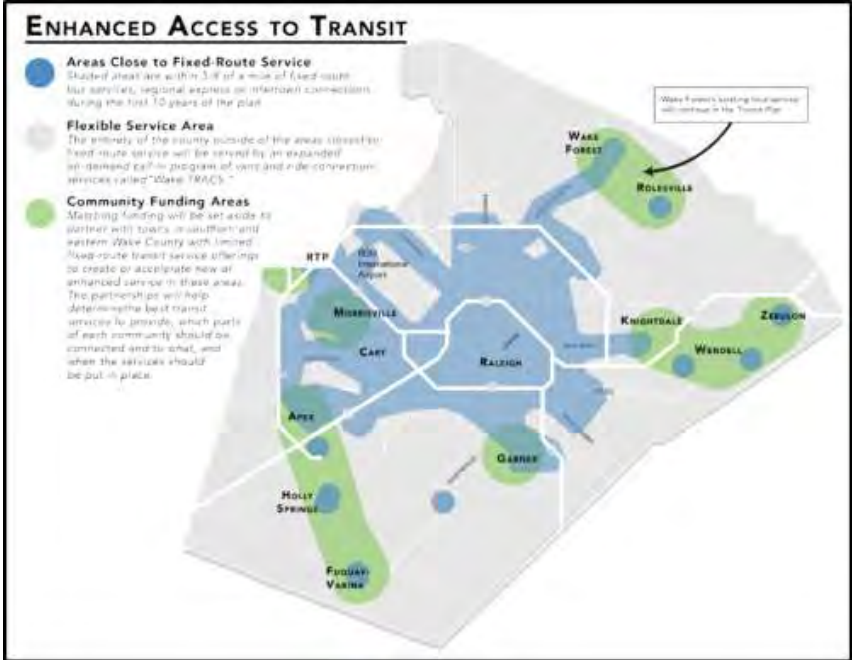 ENHANCED ACCESS TO TRANSIT
Areas Close to Fixed-Route Service
Shaded areas are within 3/4 of a mile of fixed-route
bus services, regional express or intertown connections
during the first 10 years of the plan
Flexible Service Area
The entirety of the county outside of the areas closest to
fixed-route service will be served by an expanded
on-demand call-in program of vans and ride connection
services called "Wake TRACS."
Community Funding Areas
Matching funding will be set aside to
partner with towns in southern and
eastern Wake County with limited
fixed-route transit service offerings
to create or accelerate new or
enhanced service in these areas.
The partnerships will help
determine the best transit
services to provide, which parts
of each community should be
connected and to what, and
when the services should
be put in place.
Wake Forest's existing local service
will continue in the Transit Plan
WAKE
FOREST
ROLESVILLE
RTP
RDU
International
Airport
MORRISVILLE
CARY
RALEIGH
KNIGHTDALE
ZEBULON
WENDELL
APEX
GARNER
HOLLY
SPRINGS
FUQUAY-
VARINA